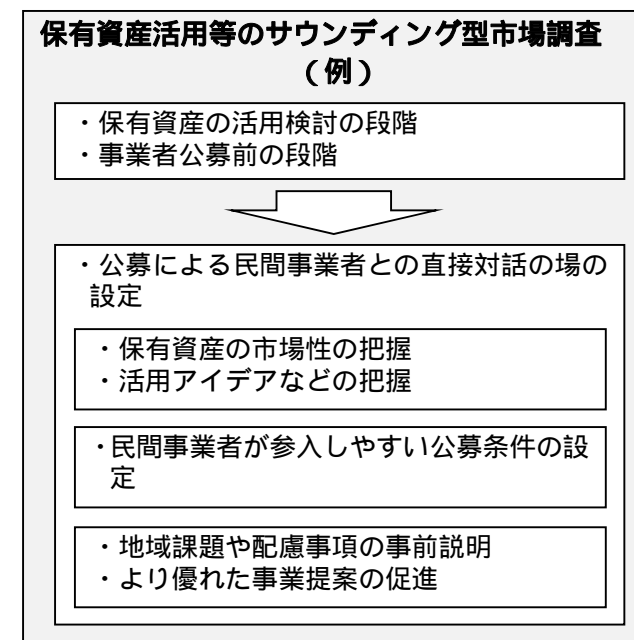 保有資産活用等のサウンディング型市場調査
（例）
・保有資産の活用検討の段階
・事業者公募前の段階
・公募による民間事業者との直接対話の場の
設定
・保有資産の市場性の把握
・活用アイデアなどの把握
・民間事業者が参入しやすい公募条件の設
定
・地域課題や配慮事項の事前説明
・より優れた事業提案の促進